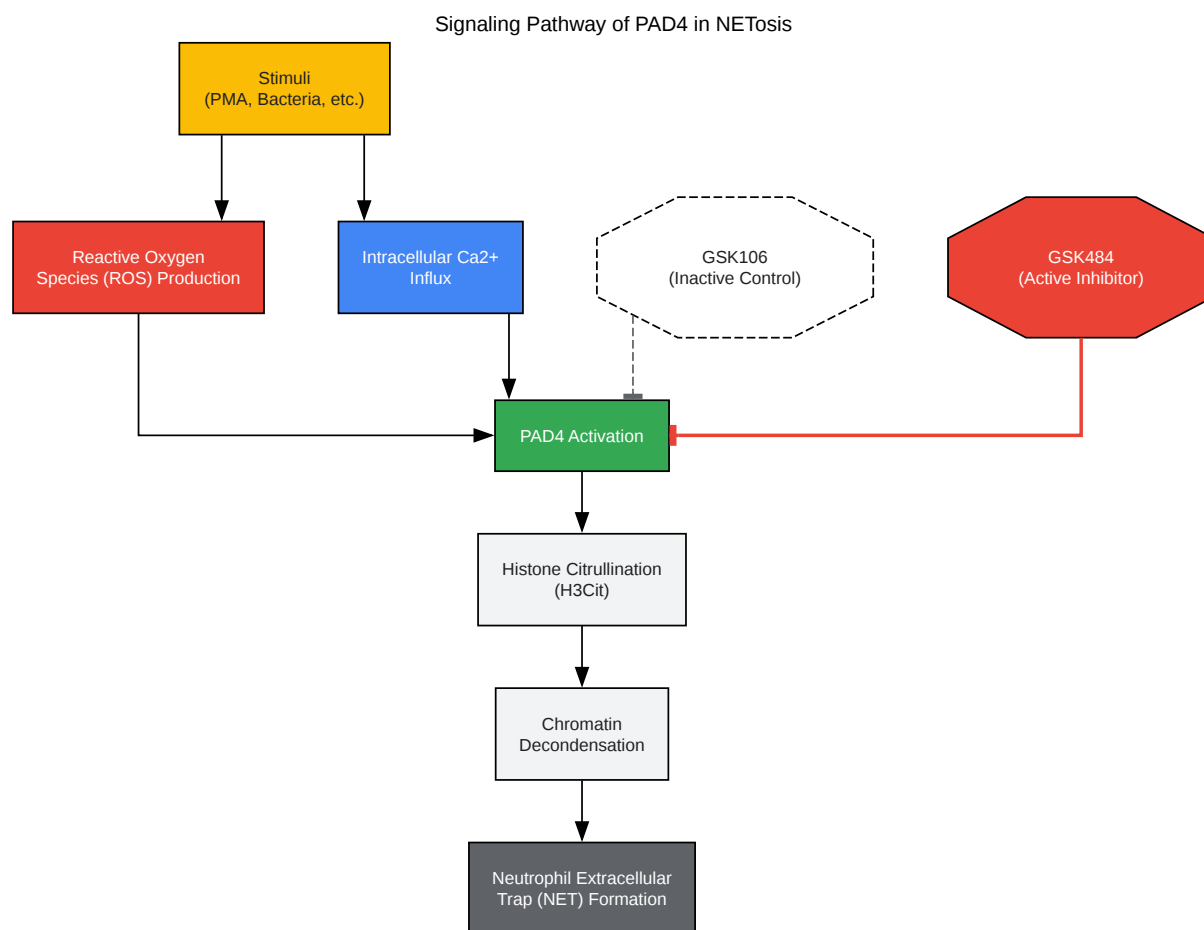 Signaling Pathway of PAD4 in NETosis
Stimuli
(PMA, Bacteria, etc.)
Reactive Oxygen
Species (ROS) Production
Intracellular Ca2+
Influx
GSK106
(Inactive Control)
GSK484
(Active Inhibitor)
PAD4 Activation
Histone Citrullination
(H3Cit)
Chromatin
Decondensation
Neutrophil Extracellular
Trap (NET) Formation